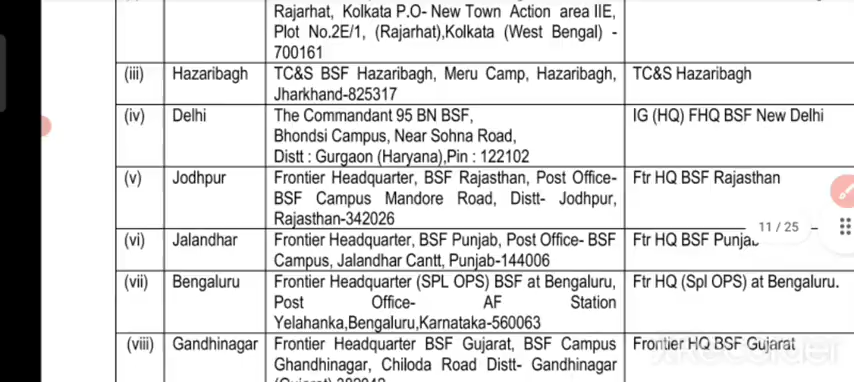 Rajarhat, Kolkata P.O- New Town Action area IIE,
Plot No.2E/1, (Rajarhat),Kolkata (West Bengal) -
700161
(iii) Hazaribagh TC&S BSF Hazaribagh, Meru Camp, Hazaribagh, TC&S Hazaribagh
Jharkhand-825317
(iv) Delhi The Commandant 95 BN BSF, IG (HQ) FHQ BSF New Delhi
Bhondsi Campus, Near Sohna Road,
Distt : Gurgaon (Haryana),Pin : 122102
(v) Jodhpur Frontier Headquarter, BSF Rajasthan, Post Office- Ftr HQ BSF Rajasthan
BSF Campus Mandore Road, Distt- Jodhpur,
Rajasthan-342026
11 / 25
(vi) Jalandhar Frontier Headquarter, BSF Punjab, Post Office- BSF Ftr HQ BSF Punjab
Campus, Jalandhar Cantt, Punjab-144006
(vii) Bengaluru Frontier Headquarter (SPL OPS) BSF at Bengaluru, Ftr HQ (Spl OPS) at Bengaluru.
Post Office- AF Station
Yelahanka,Bengaluru,Karnataka-560063
(viii) Gandhinagar Frontier Headquarter BSF Gujarat, BSF Campus Frontier HQ BSF Gujarat
Ghandhinagar, Chiloda Road Distt- Gandhinagar